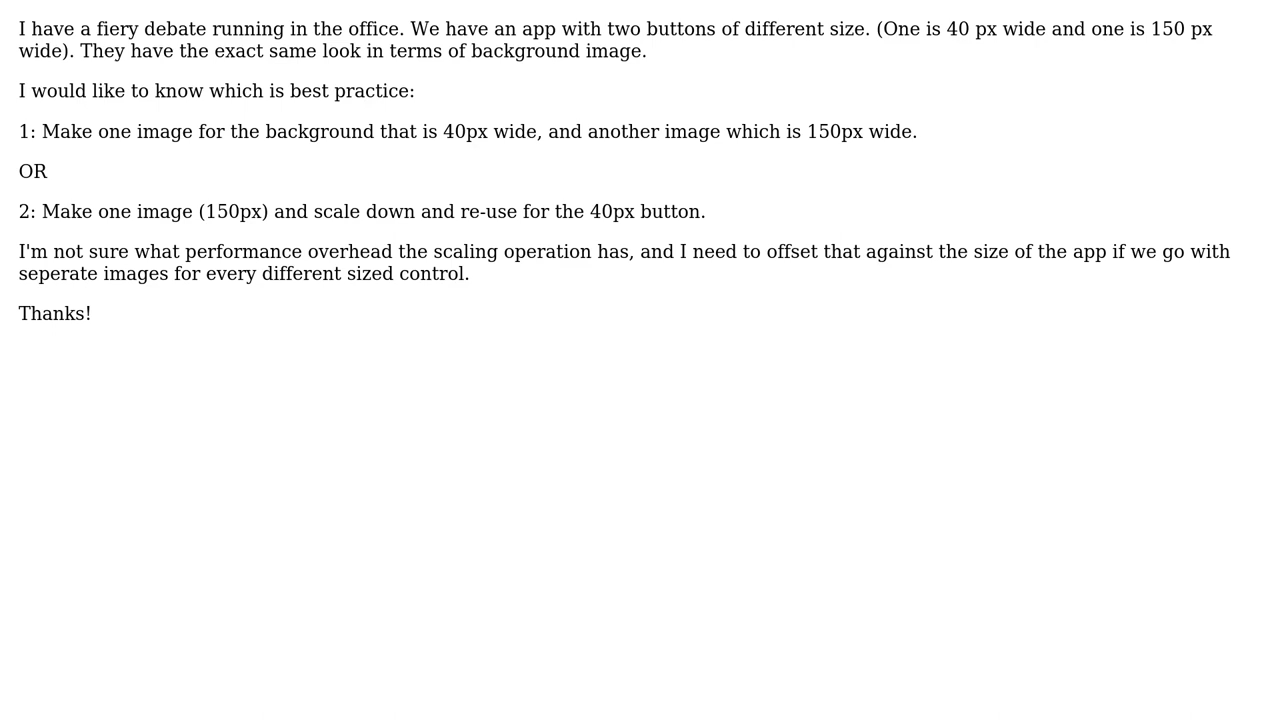 I have a fiery debate running in the office. We have an app with two buttons of different size. (One is 40 px wide and one is 150 px
wide). They have the exact same look in terms of background image.
I would like to know which is best practice:
1: Make one image for the background that is 40px wide, and another image which is 150px wide.
OR
2: Make one image (150px) and scale down and re-use for the 40px button.
I'm not sure what performance overhead the scaling operation has, and I need to offset that against the size of the app if we go with
seperate images for every different sized control.
Thanks!